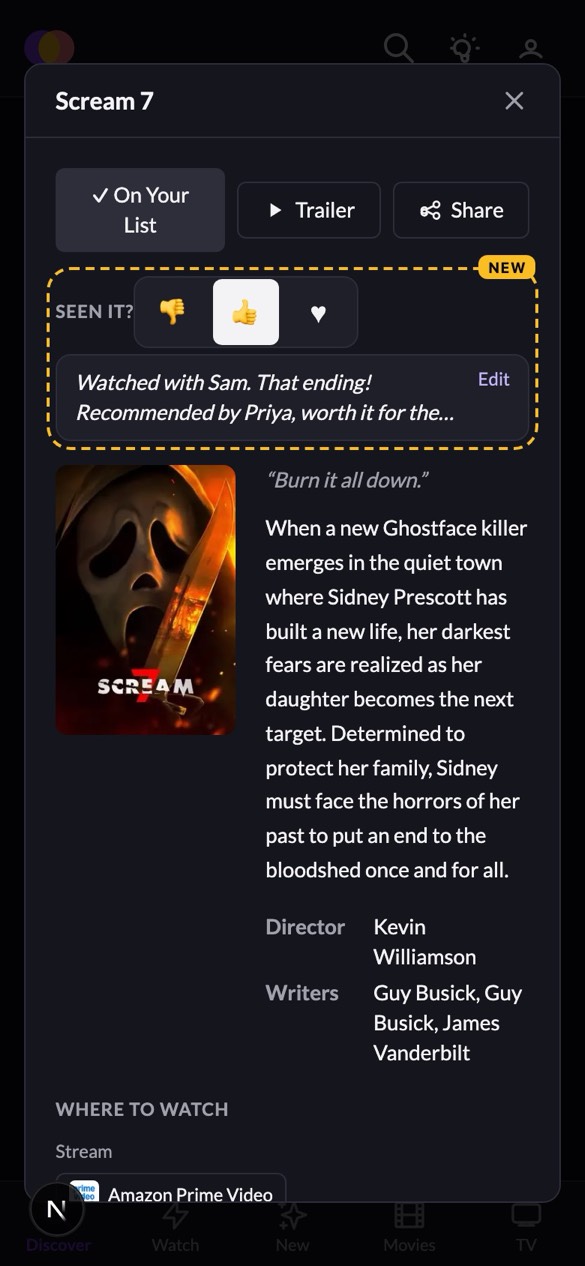 Scream 7
✓ On Your
List
Trailer
Share
NEW
SEEN IT?
Watched with Sam. That ending!
Edit
Recommended by Priya, worth it for the...
“Burn it all down.”
When a new Ghostface killer
emerges in the quiet town
where Sidney Prescott has
built a new life, her darkest
fears are realized as her
daughter becomes the next
target. Determined to
protect her family, Sidney
must face the horrors of her
past to put an end to the
bloodshed once and for all.
SCREAM
7
Director
Kevin
Williamson
Writers
Guy Busick, Guy
Busick, James
Vanderbilt
WHERE TO WATCH
Stream
prime
video
Amazon Prime Video
N
Discover
Watch
New
Movies
TV